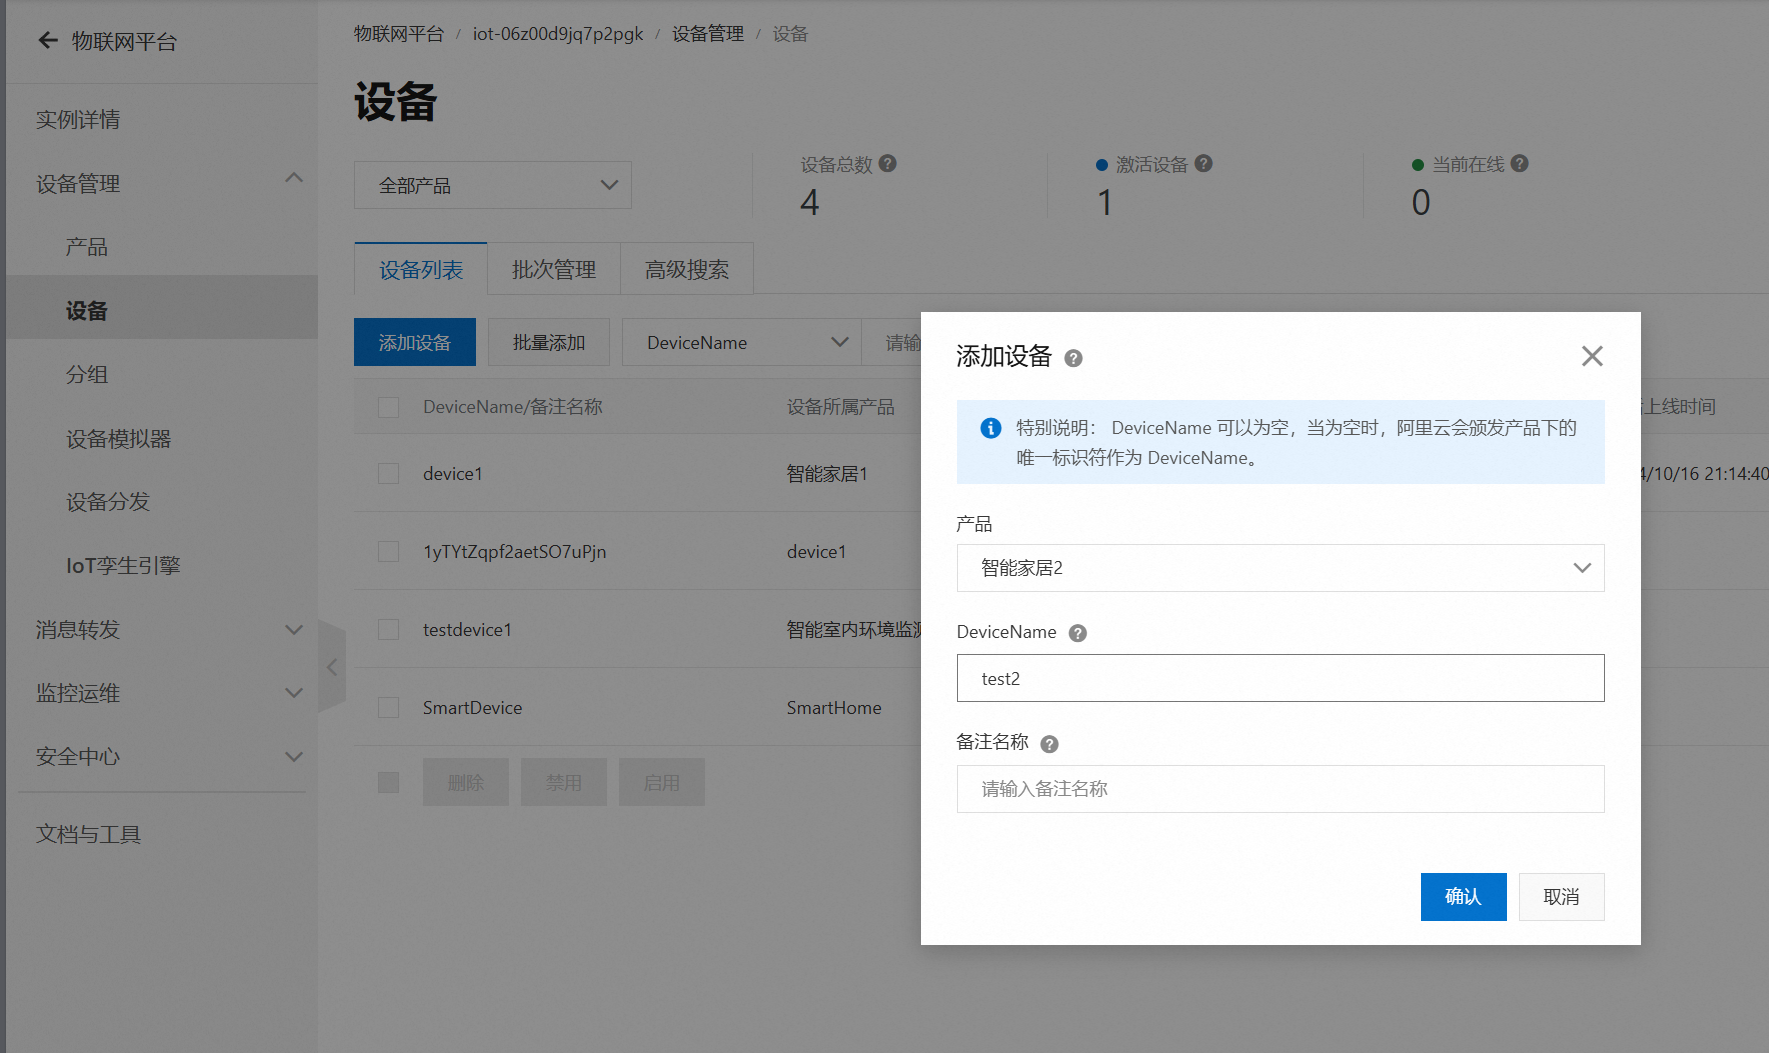 物联网平台
实例详情
设备管理
产品
设备
分组
设备模拟器
设备分发
IoT孪生引擎
消息转发
监控运维
安全中心
文档与工具
物联网平台 / iot-06z00d9jq7p2pgk / 设备管理 / 设备
设备
全部产品
设备总数
4
激活设备
1
当前在线
0
设备列表 批次管理 高级搜索
添加设备 批量添加 DeviceName 请输
DeviceName/备注名称 设备所属产品 上线时间
device1 智能家居1 /10/16 21:14:40
1yTYtZqpf2aetSO7uPjn device1
testdevice1 智能室内环境监测
SmartDevice SmartHome
删除 禁用 启用
添加设备
特别说明： DeviceName 可以为空，当为空时，阿里云会颁发产品下的
唯一标识符作为 DeviceName。
产品
智能家居2
DeviceName
test2
备注名称
请输入备注名称
确认 取消